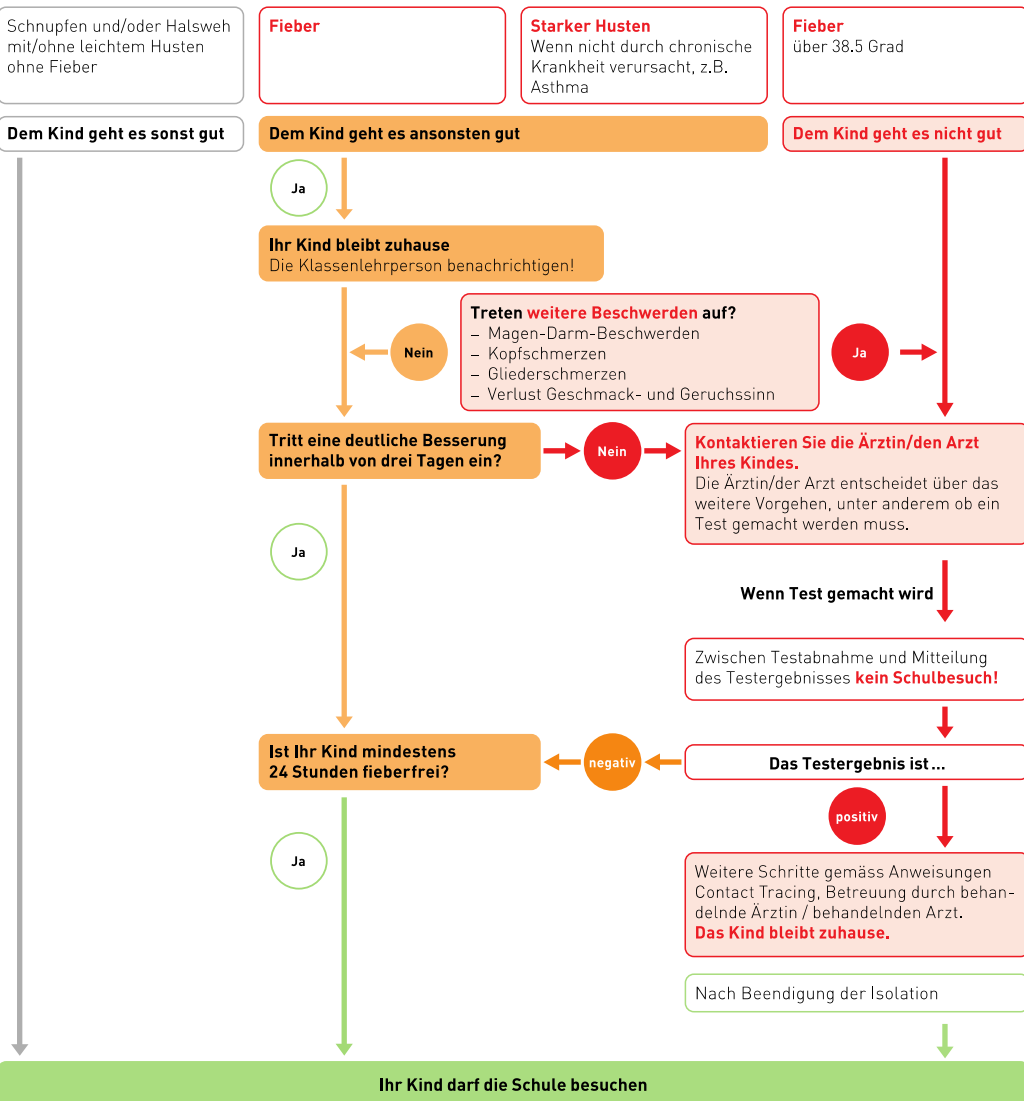 Schnupfen und/oder Halsweh
mit/ohne leichtem Husten
ohne Fieber
Fieber
Starker Husten
Wenn nicht durch chronische
Krankheit verursacht, z.B.
Asthma
Fieber
über 38.5 Grad
Dem Kind geht es sonst gut
Dem Kind geht es ansonsten gut
Dem Kind geht es nicht gut
Ja
Ihr Kind bleibt zuhause
Die Klassenlehrperson benachrichtigen!
Treten weitere Beschwerden auf?
– Magen-Darm-Beschwerden
– Kopfschmerzen
– Gliederschmerzen
– Verlust Geschmack- und Geruchssinn
Nein
Ja
Tritt eine deutliche Besserung
innerhalb von drei Tagen ein?
Nein
Kontaktieren Sie die Ärztin/den Arzt
Ihres Kindes.
Die Ärztin/der Arzt entscheidet über das
weitere Vorgehen, unter anderem ob ein
Test gemacht werden muss.
Ja
Wenn Test gemacht wird
Zwischen Testabnahme und Mitteilung
des Testergebnisses kein Schulbesuch!
Ist Ihr Kind mindestens
24 Stunden fieberfrei?
negativ
Das Testergebnis ist ...
positiv
Ja
Weitere Schritte gemäss Anweisungen
Contact Tracing, Betreuung durch behan-
delnde Ärztin / behandelnden Arzt.
Das Kind bleibt zuhause.
Nach Beendigung der Isolation
Ihr Kind darf die Schule besuchen